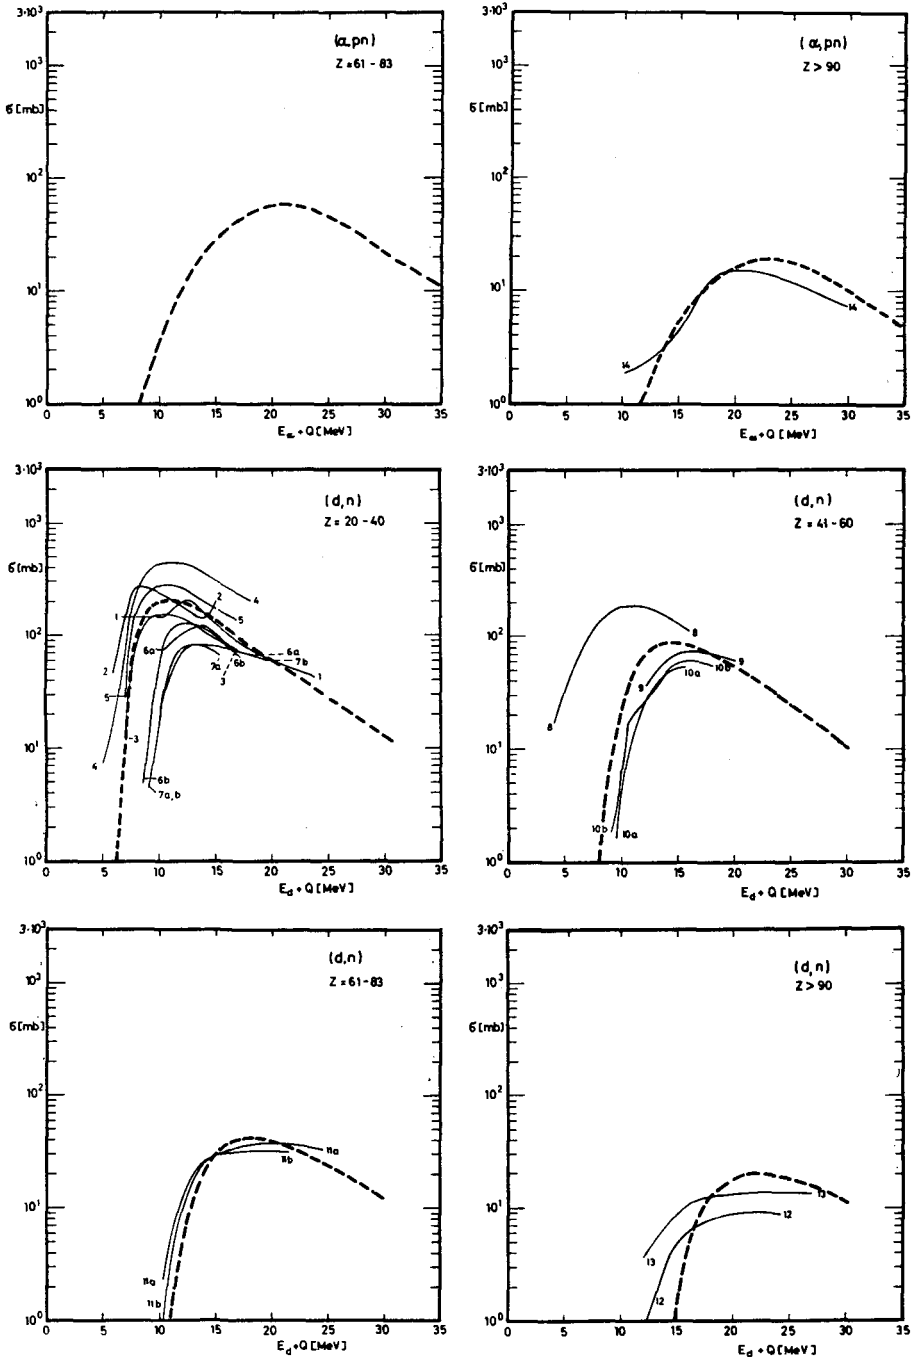 3·10³
10³
σ[mb]
10²
10¹
10⁰
(α,pn)
Z=61-83
0 5 10 15 20 25 30 35
E∝+Q[MeV]
3·10³
10³
σ[mb]
10²
10¹
10⁰
(α,pn)
Z>90
14
14
0 5 10 15 20 25 30 35
E∝+Q[MeV]
3·10³
10³
σ[mb]
10²
10¹
10⁰
(d,n)
Z=20-40
4
2
1
5
6a
6a
7b
7a
6b
1
3
2
5
3
4
6b
7a,b
0 5 10 15 20 25 30 35
E_d+Q[MeV]
3·10³
10³
σ[mb]
10²
10¹
10⁰
(d,n)
Z=41-60
8
9
9
10b
10a
8
10b
10a
0 5 10 15 20 25 30 35
E_d+Q[MeV]
3·10³
10³
σ[mb]
10²
10¹
10⁰
(d,n)
Z=61-83
11a
11b
11a
11b
0 5 10 15 20 25 30 35
E_d+Q[MeV]
3·10³
10³
σ[mb]
10²
10¹
10⁰
(d,n)
Z>90
13
12
13
12
0 5 10 15 20 25 30 35
E_d+Q[MeV]